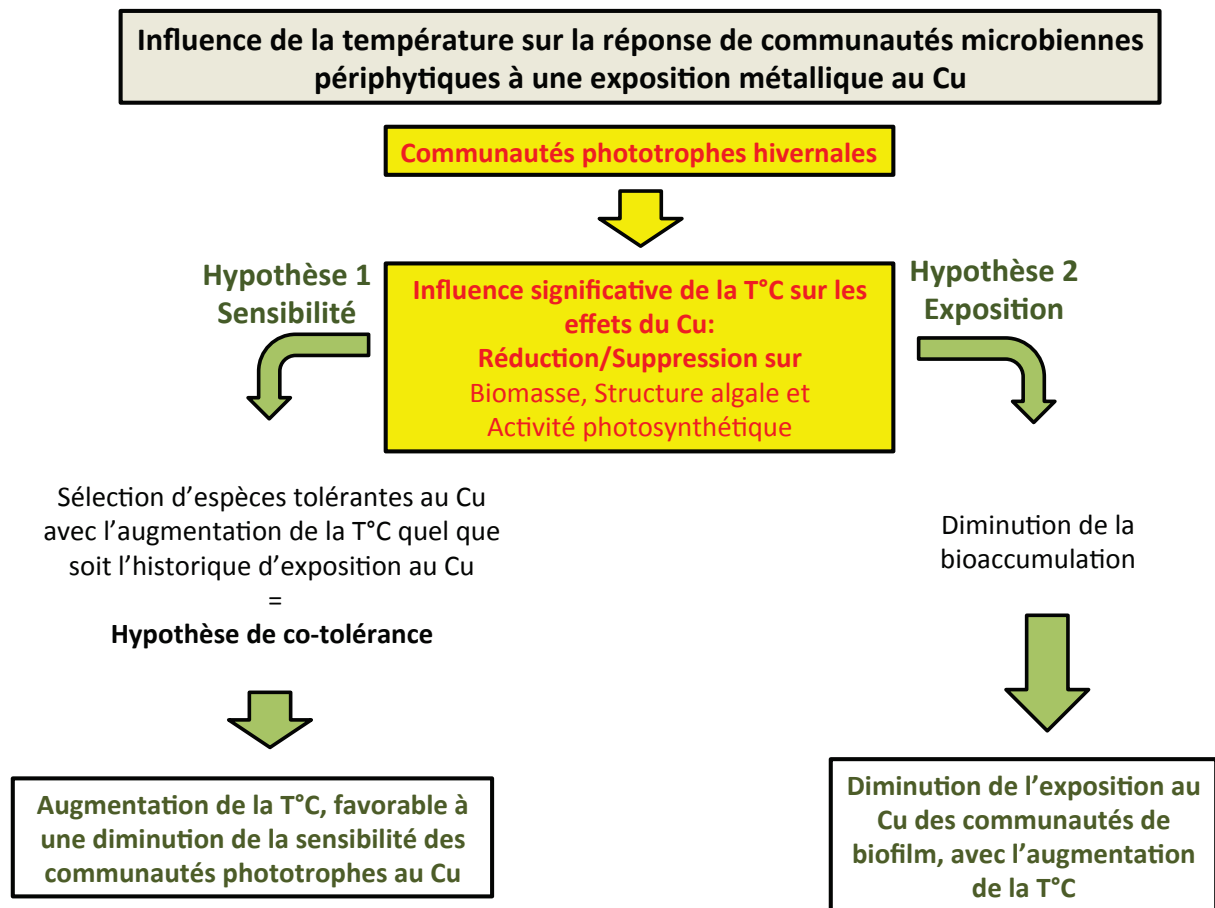 Influence de la température sur la réponse de communautés microbiennes
périphytiques à une exposition métallique au Cu
Communautés phototrophes hivernales
Hypothèse 1
Sensibilité
Influence significative de la T°C sur les
effets du Cu:
Réduction/Suppression sur
Biomasse, Structure algale et
Activité photosynthétique
Hypothèse 2
Exposition
Sélection d'espèces tolérantes au Cu
avec l'augmentation de la T°C quel que
soit l'historique d'exposition au Cu
=
Hypothèse de co-tolérance
Diminution de la
bioaccumulation
Augmentation de la T°C, favorable à
une diminution de la sensibilité des
communautés phototrophes au Cu
Diminution de l'exposition au
Cu des communautés de
biofilm, avec l'augmentation
de la T°C